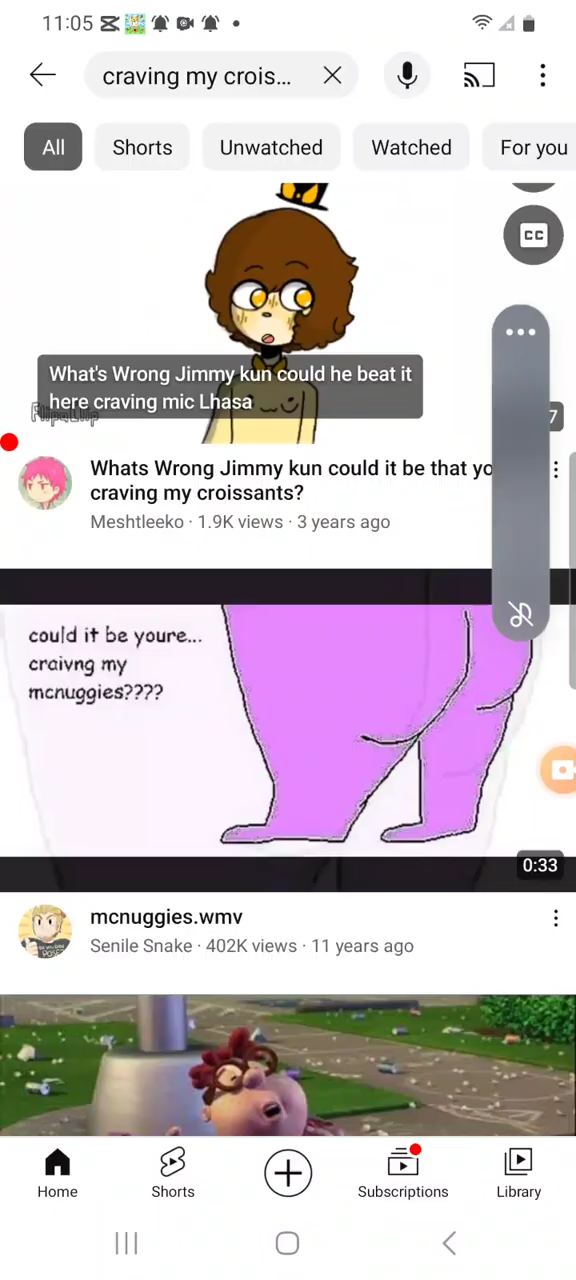 11:05
craving my crois...
All
Shorts
Unwatched
Watched
For you
CC
What's Wrong Jimmy kun could he beat it
here craving mic Lhasa
FlipaClip
7
Whats Wrong Jimmy kun could it be that yo
craving my croissants?
Meshtleeko · 1.9K views · 3 years ago
could it be youre...
craivng my
mcnuggies????
0:33
mcnuggies.wmv
Senile Snake · 402K views · 11 years ago
Home
Shorts
Subscriptions
Library